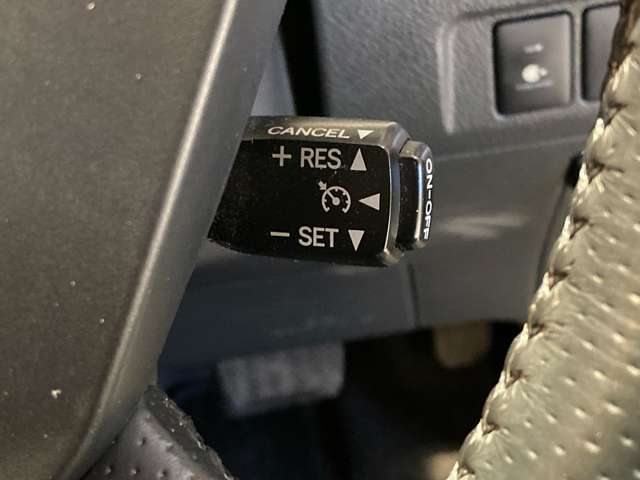 CANCEL ▼
+ RES ▲
◀
− SET ▼
ON-OFF